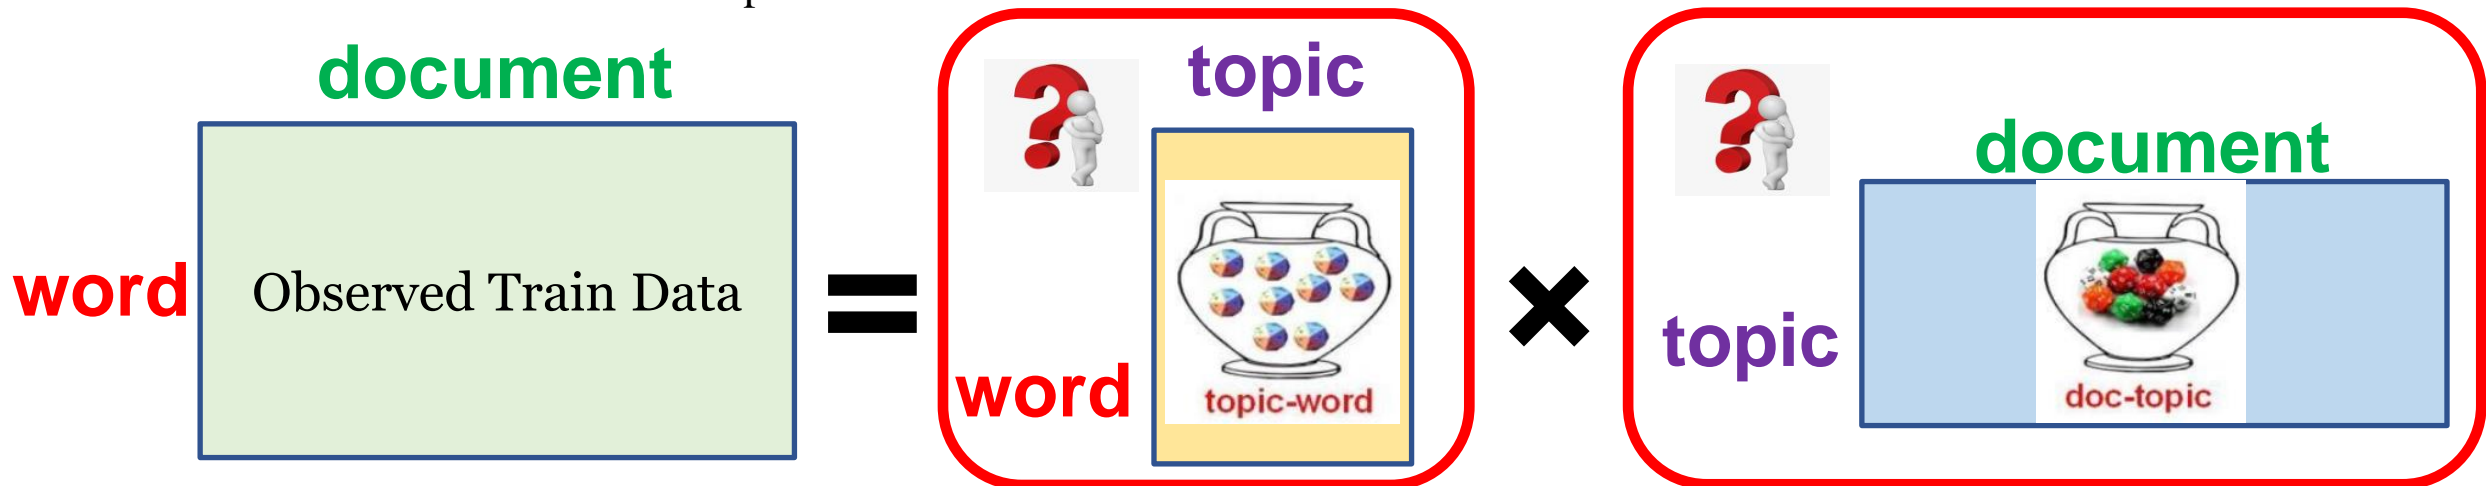 document
word
Observed Train Data
=
topic
word
topic-word
×
document
topic
doc-topic